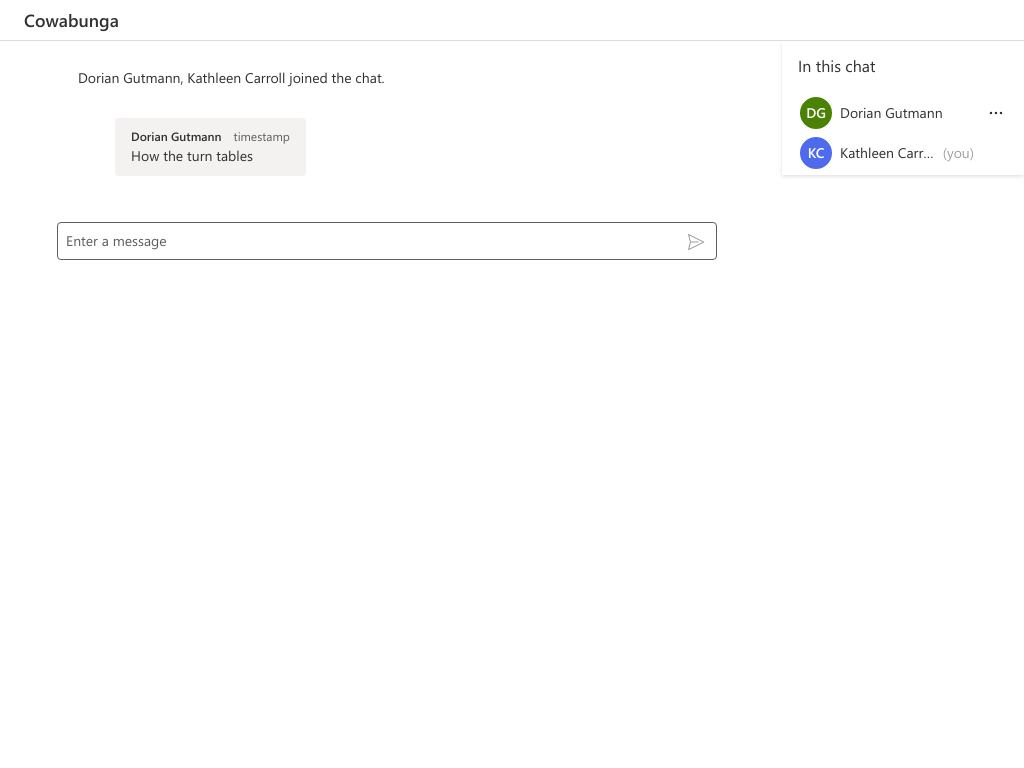 Cowabunga
Dorian Gutmann, Kathleen Carroll joined the chat.
Dorian Gutmann timestamp
How the turn tables
Enter a message
In this chat
DG Dorian Gutmann ...
KC Kathleen Carr... (you)